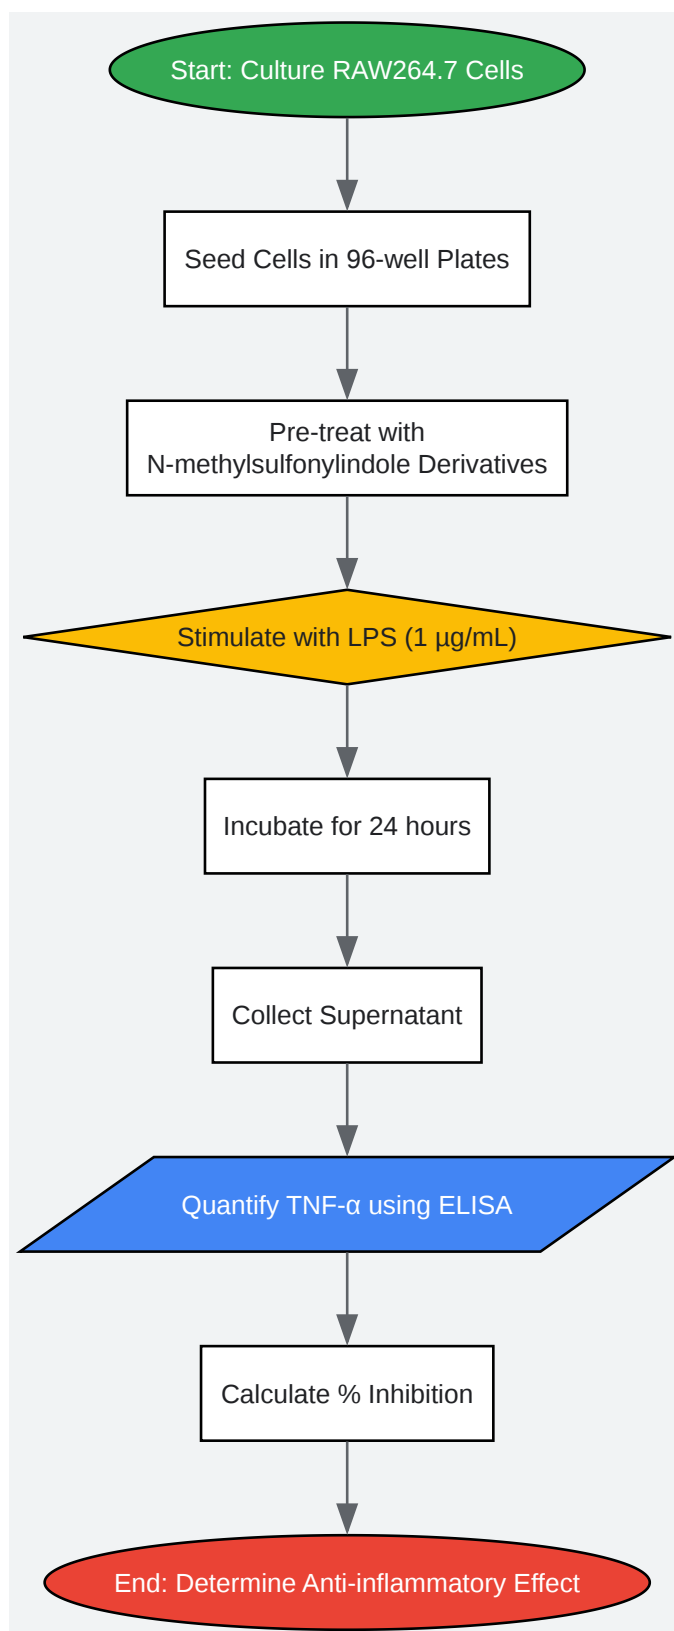 Start: Culture RAW264.7 Cells
Seed Cells in 96-well Plates
Pre-treat with
N-methylsulfonylindole Derivatives
Stimulate with LPS (1 µg/mL)
Incubate for 24 hours
Collect Supernatant
Quantify TNF-α using ELISA
Calculate % Inhibition
End: Determine Anti-inflammatory Effect